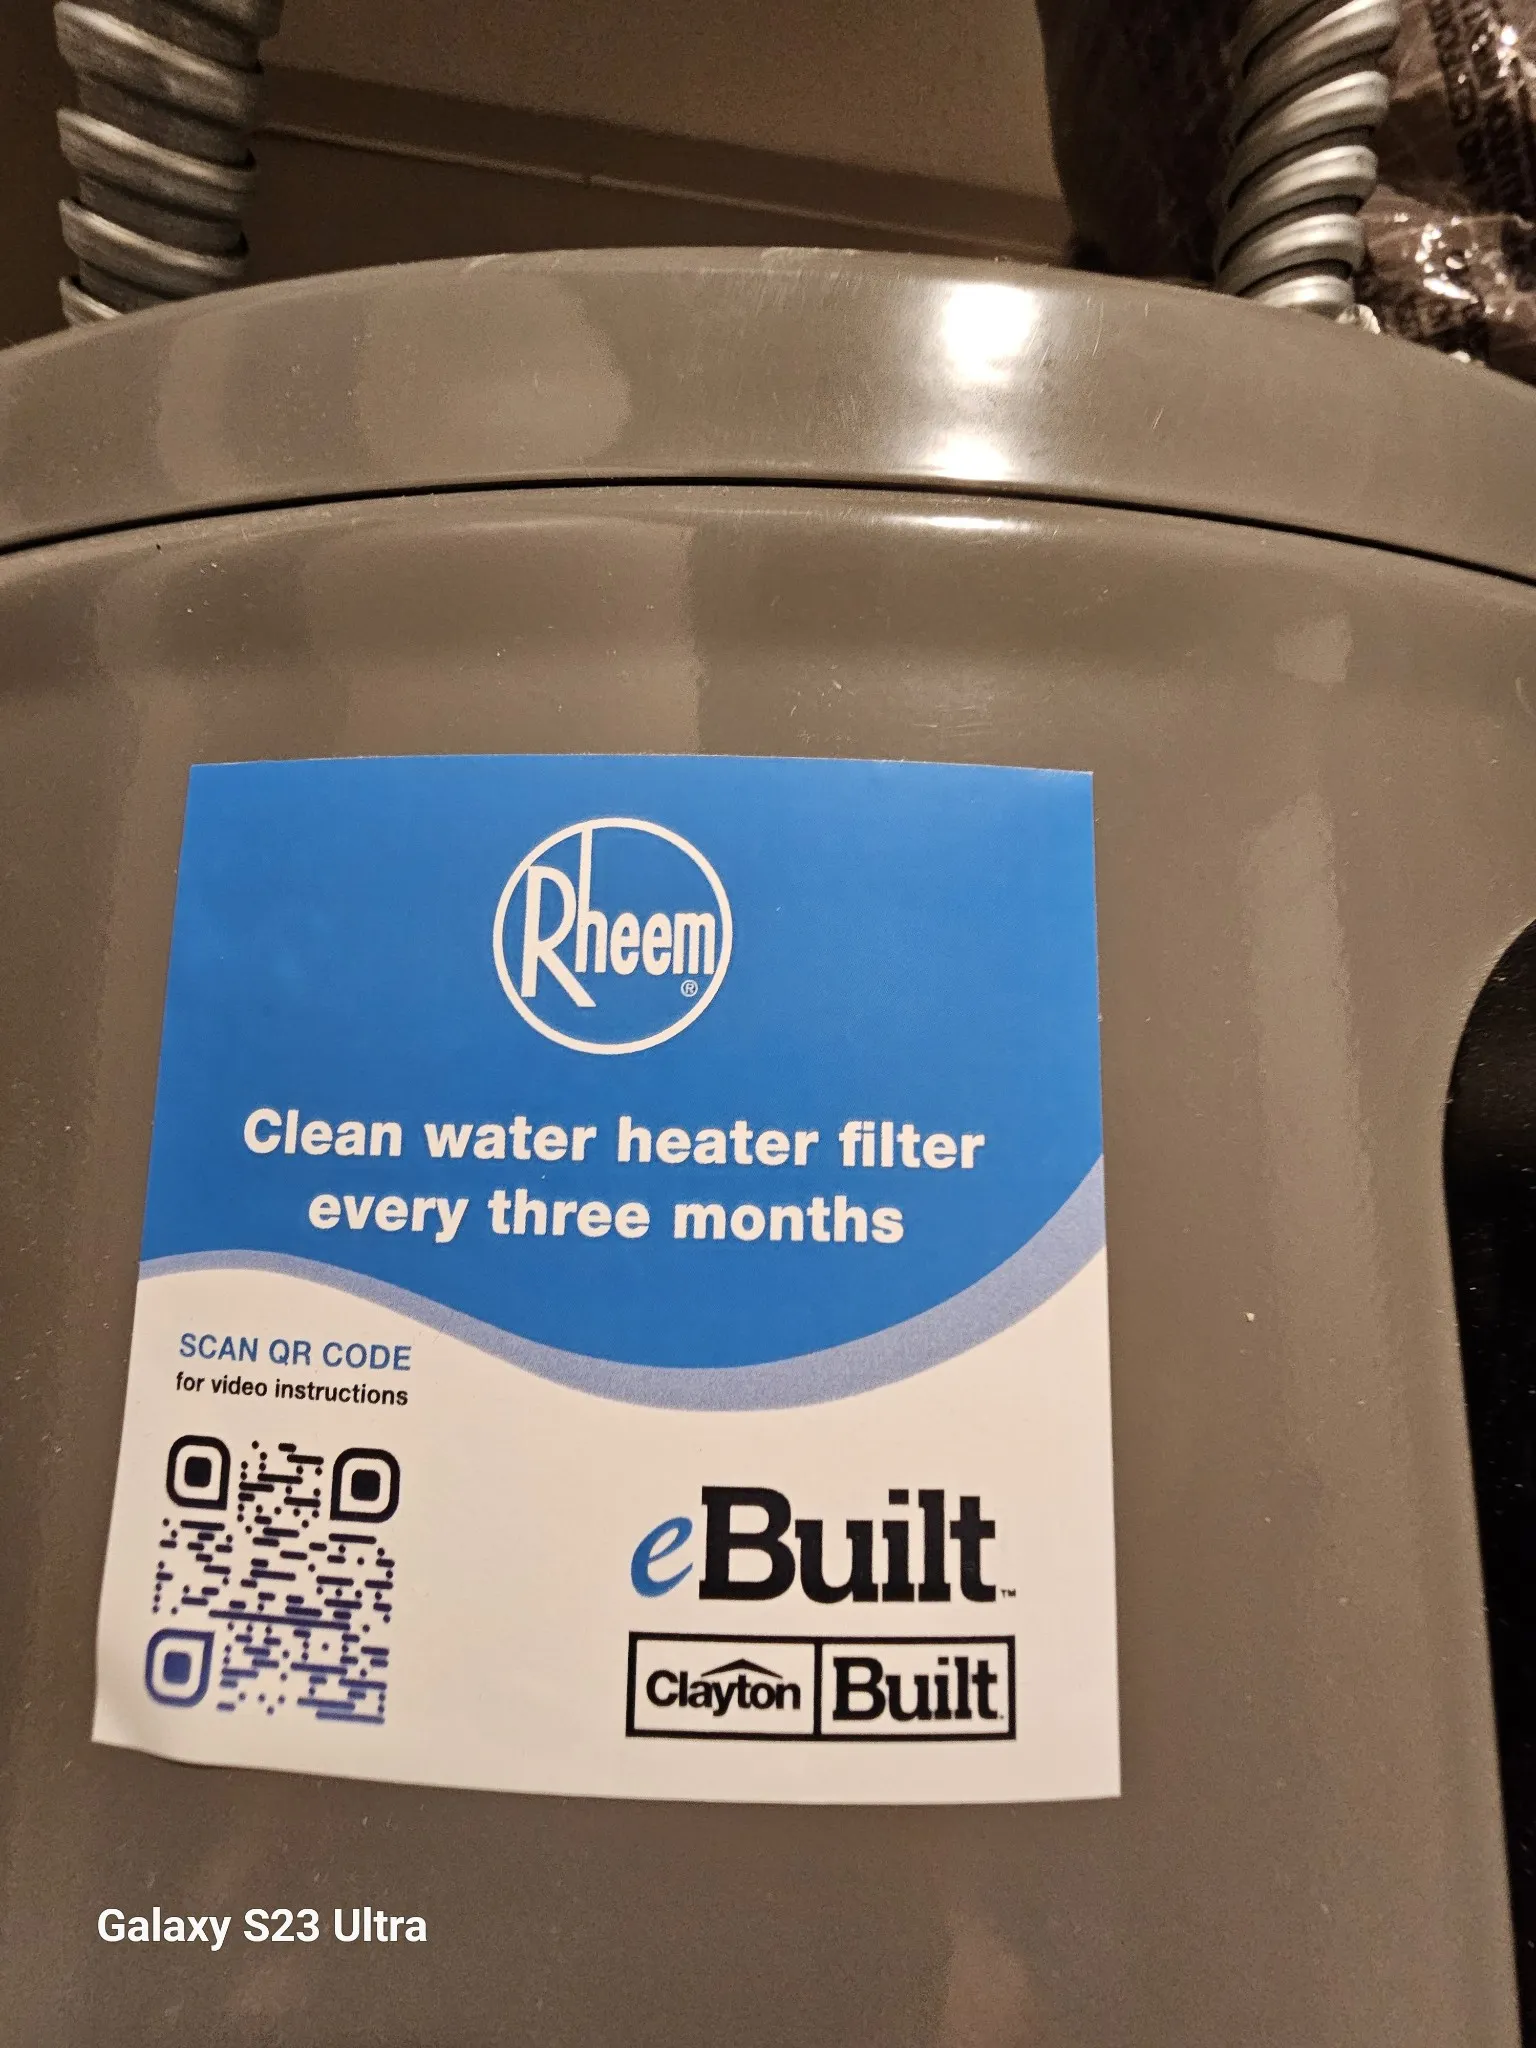 Rheem®
Clean water heater filter
every three months
SCAN QR CODE
for video instructions
eBuilt™
Clayton Built®
Galaxy S23 Ultra